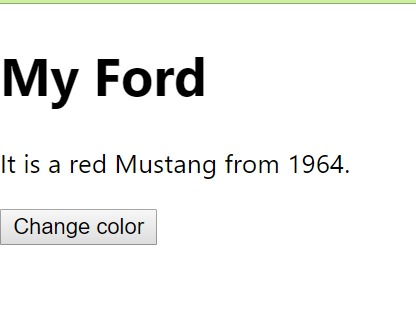 My Ford
It is a red Mustang from 1964.
Change color